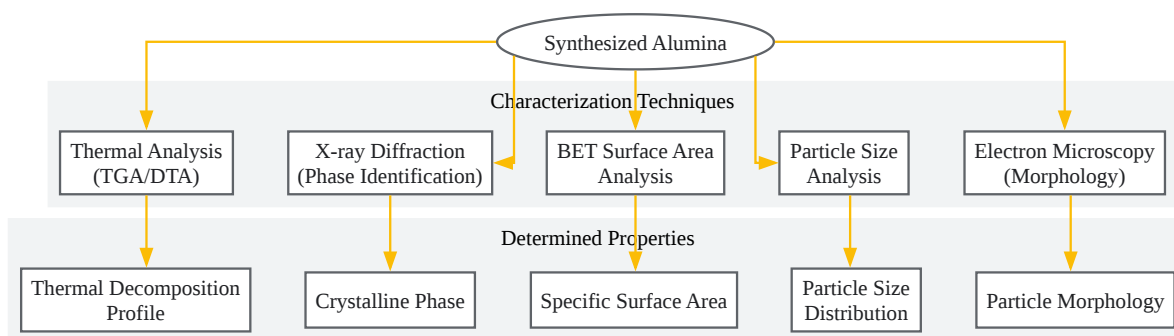 Synthesized Alumina
Characterization Techniques
Thermal Analysis
(TGA/DTA)
X-ray Diffraction
(Phase Identification)
BET Surface Area
Analysis
Particle Size
Analysis
Electron Microscopy
(Morphology)
Determined Properties
Thermal Decomposition
Profile
Crystalline Phase
Specific Surface Area
Particle Size
Distribution
Particle Morphology